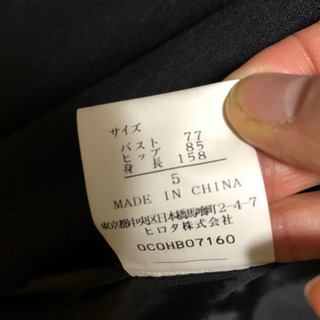 サイズ
バスト 77
ヒップ 85
身長 158
5
MADE IN CHINA
東京都中央区日本橋馬喰町2-4-7
ヒロタ株式会社
OCOHB07160